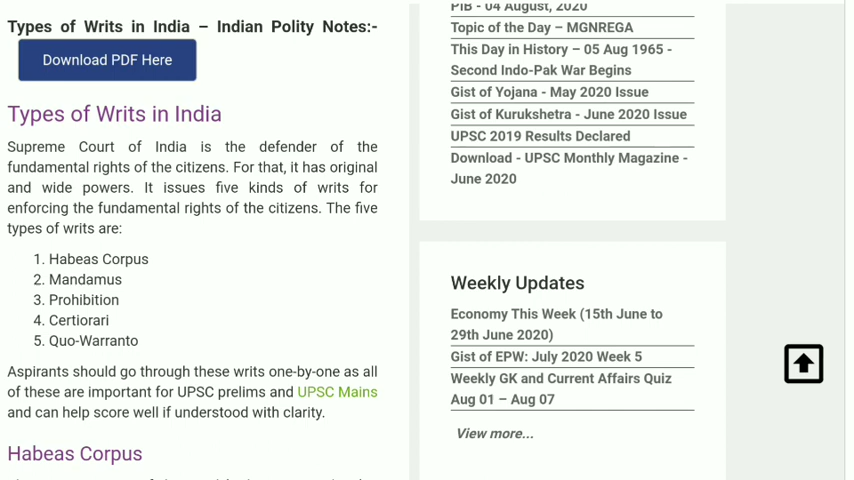 Types of Writs in India – Indian Polity Notes:-
Download PDF Here
Types of Writs in India
Supreme Court of India is the defender of the
fundamental rights of the citizens. For that, it has original
and wide powers. It issues five kinds of writs for
enforcing the fundamental rights of the citizens. The five
types of writs are:
1. Habeas Corpus
2. Mandamus
3. Prohibition
4. Certiorari
5. Quo-Warranto
Aspirants should go through these writs one-by-one as all
of these are important for UPSC prelims and UPSC Mains
and can help score well if understood with clarity.
Habeas Corpus
PIB - 04 August, 2020
Topic of the Day – MGNREGA
This Day in History – 05 Aug 1965 -
Second Indo-Pak War Begins
Gist of Yojana - May 2020 Issue
Gist of Kurukshetra - June 2020 Issue
UPSC 2019 Results Declared
Download - UPSC Monthly Magazine -
June 2020
Weekly Updates
Economy This Week (15th June to
29th June 2020)
Gist of EPW: July 2020 Week 5
Weekly GK and Current Affairs Quiz
Aug 01 – Aug 07
View more...